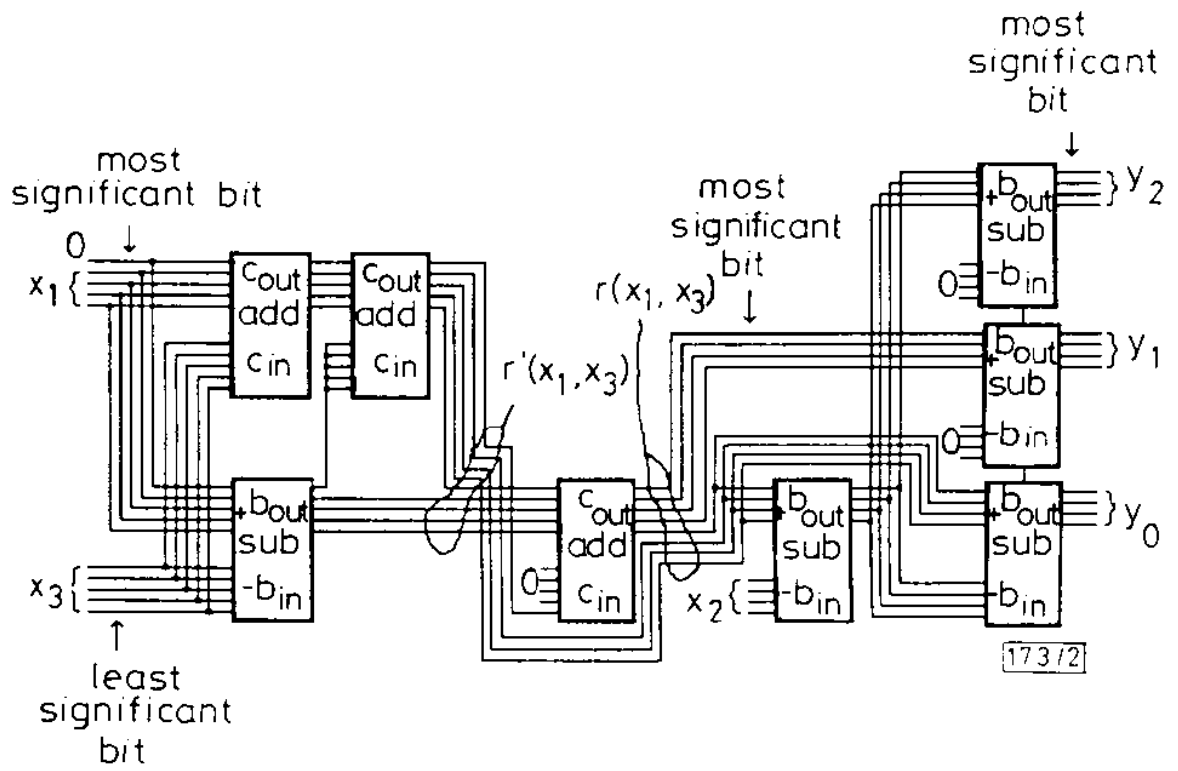 most
significant
bit
most
significant bit
0
x1
cout
add
cin
cout
add
cin
r'(x1, x3)
r(x1, x3)
most
significant
bit
+ bout
sub
-bin
0
y2
+ bout
sub
-bin
0
y1
+ bout
sub
-bin
y0
x3
+ bout
sub
-bin
cout
add
cin
0
+ bout
sub
-bin
x2
least
significant
bit
173/2